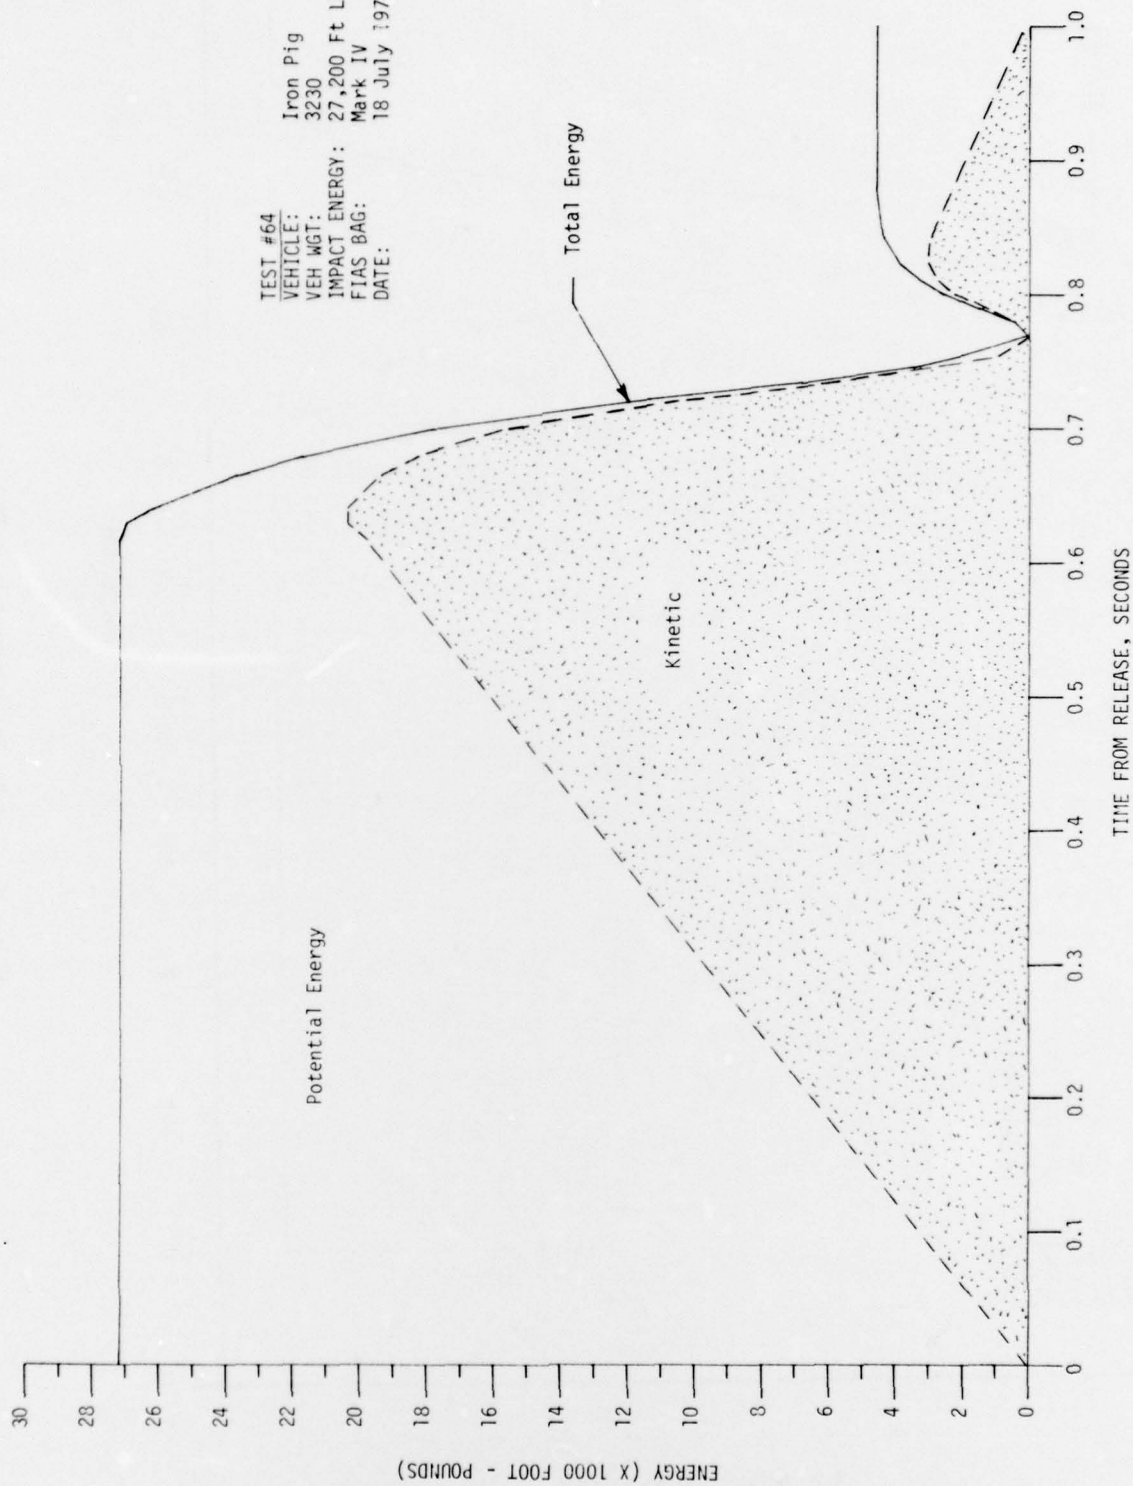 TEST #64
VEHICLE: Iron Pig
VEH WGT: 3230
IMPACT ENERGY: 27,200 Ft L
FIAS BAG: Mark IV
DATE: 18 July 197
Total Energy
Potential Energy
Kinetic
ENERGY (X 1000 FOOT - POUNDS)
30
28
26
24
22
20
18
16
14
12
10
8
6
4
2
0
0 0.1 0.2 0.3 0.4 0.5 0.6 0.7 0.8 0.9 1.0
TIME FROM RELEASE, SECONDS